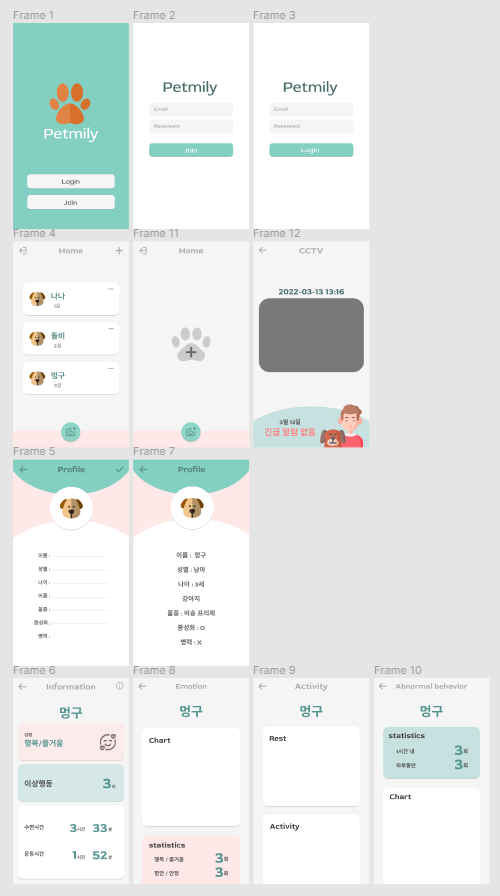 Frame 1
Petmily
Login
Join
Frame 2
Petmily
Email
Password
Join
Frame 3
Petmily
Email
Password
Login
Frame 4
Home
나나
1살
돌비
2살
멍구
3살
Frame 11
Home
Frame 12
CCTV
2022-03-13 13:16
3월 13일
긴급 알림 없음
Frame 5
Profile
이름 :
성별 :
나이 :
이름 :
품종 :
중성화 :
병력 :
Frame 7
Profile
이름 : 멍구
성별 : 남아
나이 : 3세
강아지
품종 : 비숑 프리제
중성화 : O
병력 : X
Frame 6
Information
멍구
감정
행복/즐거움
이상행동
3회
수면시간
3시간 33분
운동시간
1시간 52분
Frame 8
Emotion
멍구
Chart
statistics
행복 / 즐거움 3회
평안 / 안정 3회
Frame 9
Activity
멍구
Rest
Activity
Frame 10
Abnormal behavior
멍구
statistics
1시간 내 3회
하루동안 3회
Chart